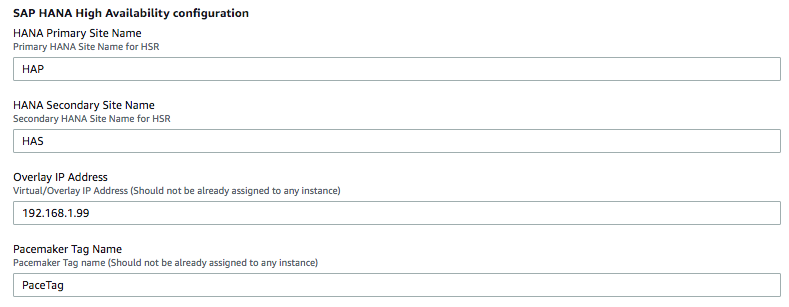 SAP HANA High Availability configuration
HANA Primary Site Name
Primary HANA Site Name for HSR
HAP
HANA Secondary Site Name
Secondary HANA Site Name for HSR
HAS
Overlay IP Address
Virtual/Overlay IP Address (Should not be already assigned to any instance)
192.168.1.99
Pacemaker Tag Name
Pacemaker Tag name (Should not be already assigned to any instance)
PaceTag